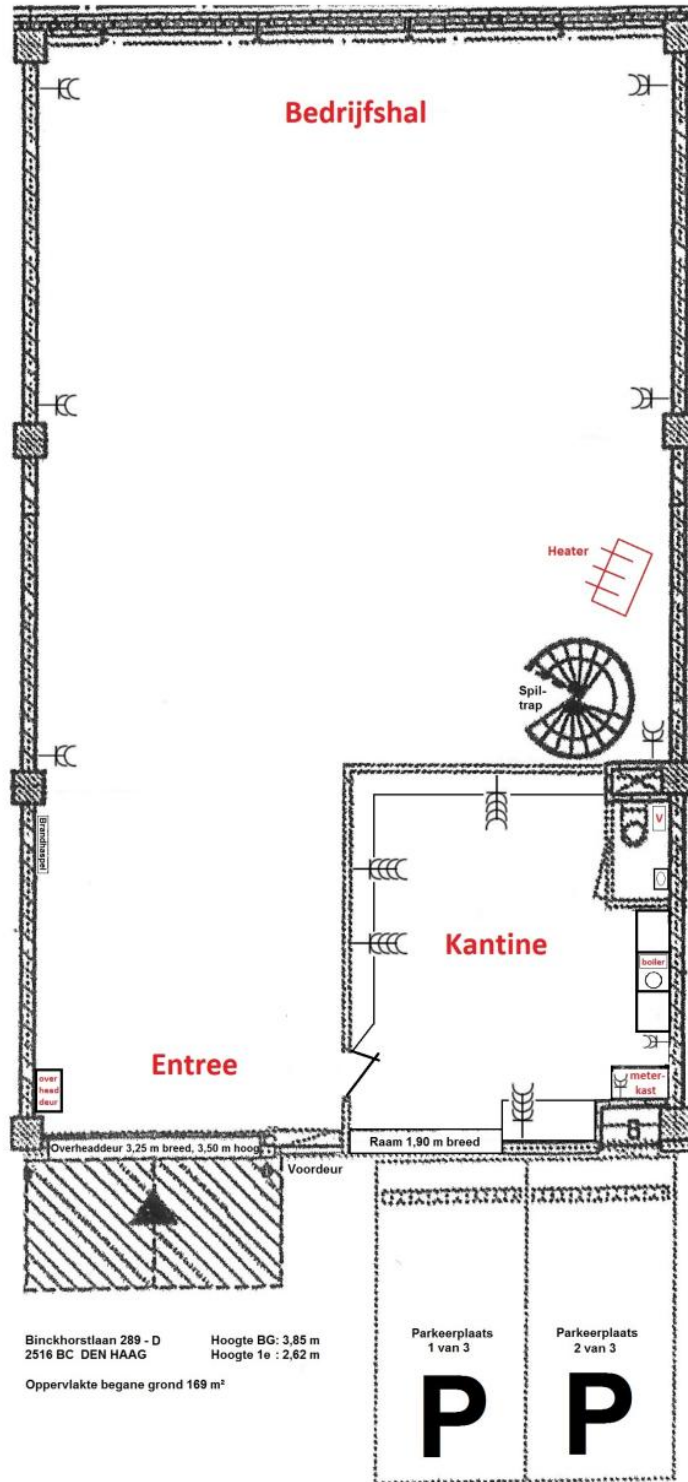 Bedrijfshal
Heater
Spil-
trap
Brandhaspel
V
Kantine
boiler
Entree
over
head
deur
meter-
kast
Overheaddeur 3,25 m breed, 3,50 m hoog
Raam 1,90 m breed
Voordeur
Binckhorstlaan 289 - D
2516 BC DEN HAAG
Hoogte BG: 3,85 m
Hoogte 1e : 2,62 m
Oppervlakte begane grond 169 m²
Parkeerplaats
1 van 3
P
Parkeerplaats
2 van 3
P